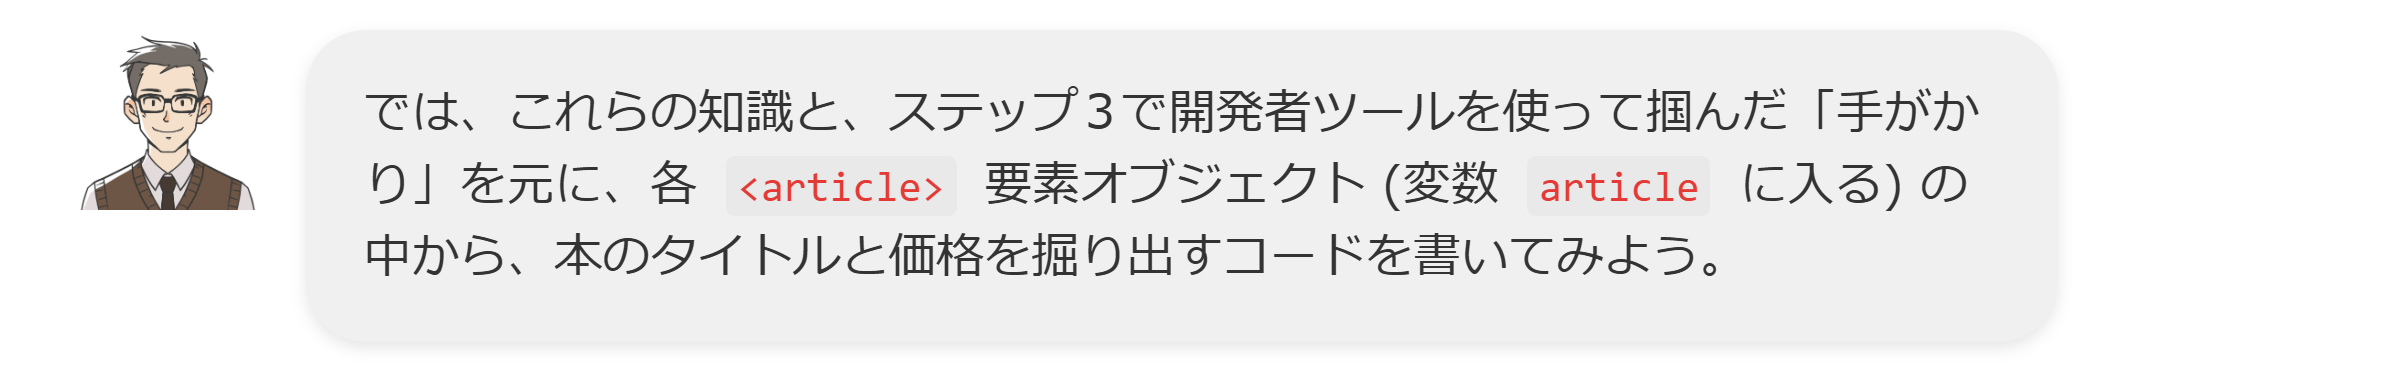 では、これらの知識と、ステップ３で開発者ツールを使って掴んだ「手がか
り」を元に、各 <article> 要素オブジェクト (変数 article に入る) の
中から、本のタイトルと価格を掘り出すコードを書いてみよう。